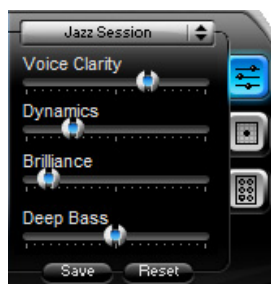 Jazz Session
Voice Clarity
Dynamics
Brilliance
Deep Bass
Save Reset